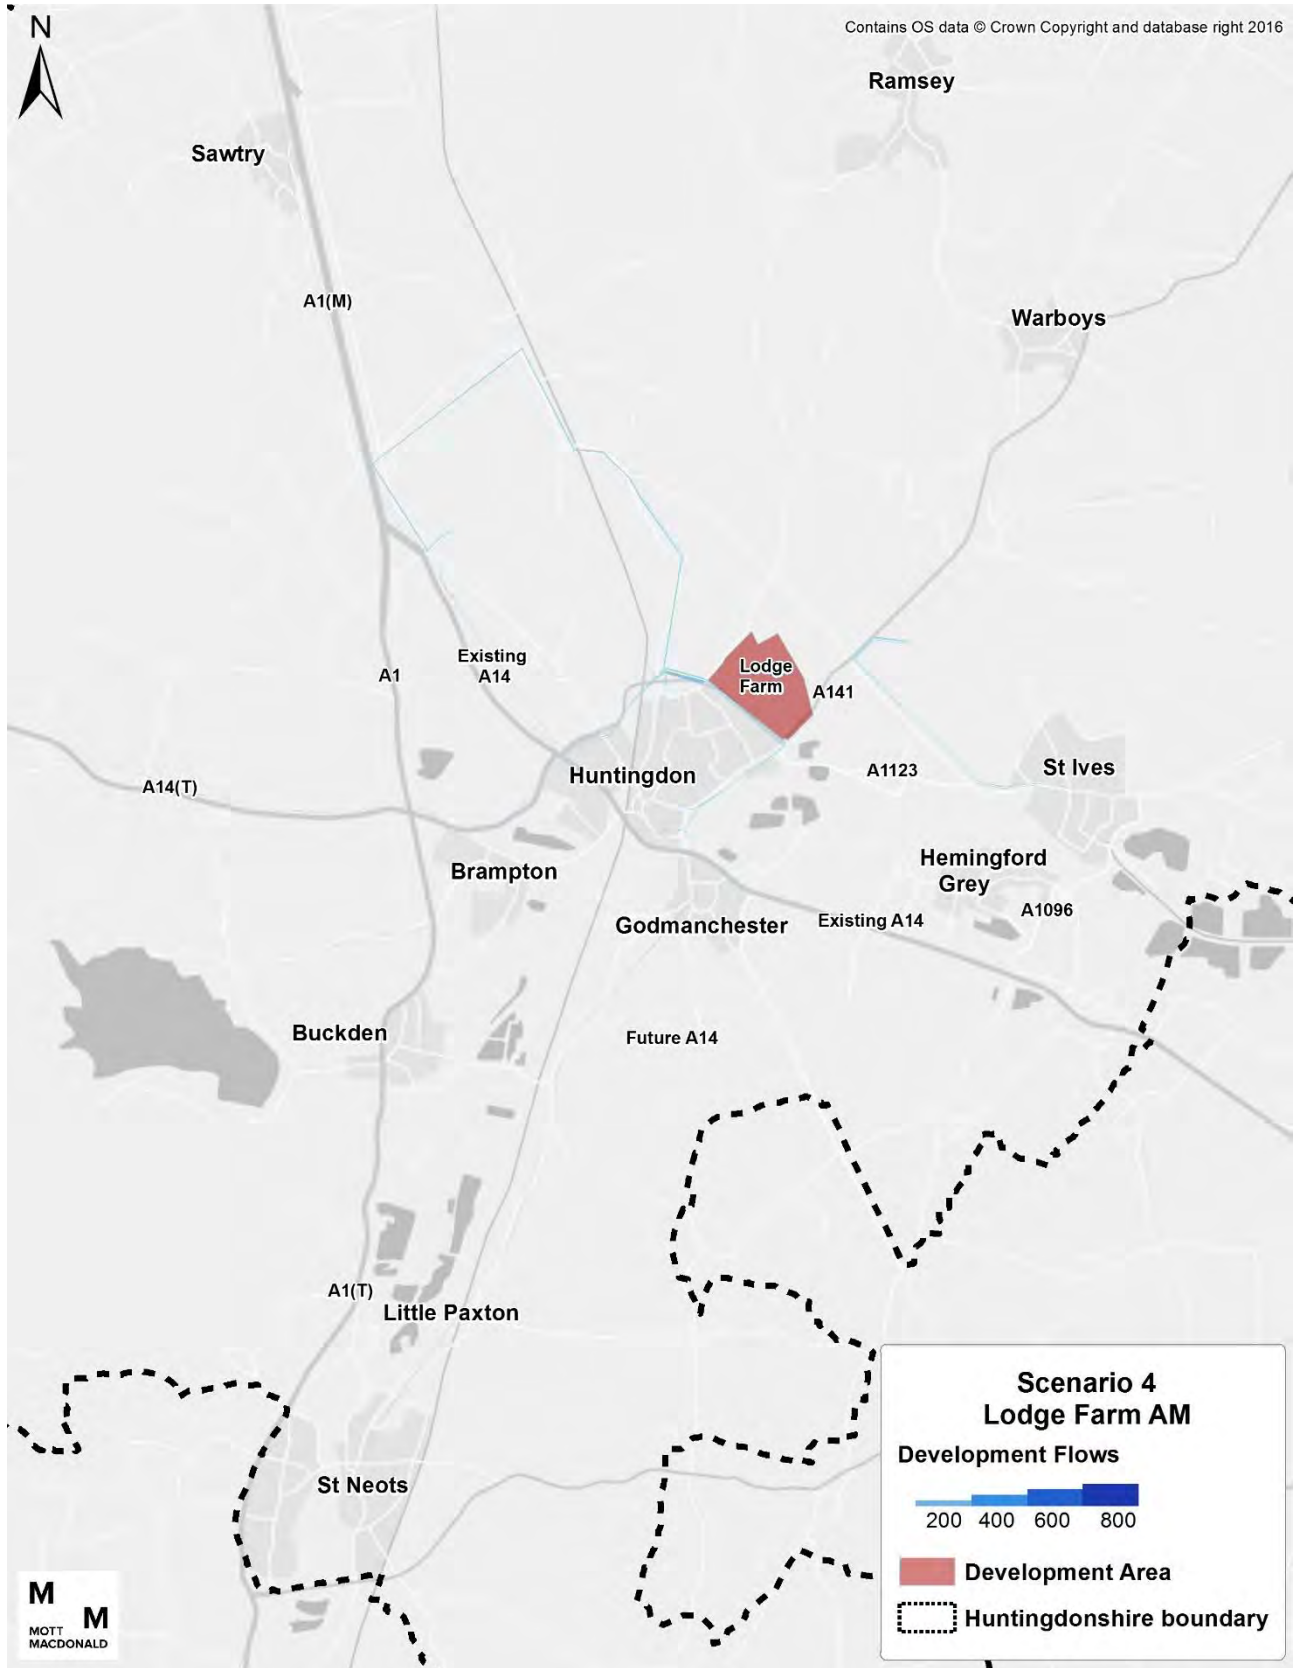 N
Contains OS data © Crown Copyright and database right 2016
Ramsey
Sawtry
A1(M)
Warboys
Existing
A14
A1
Lodge
Farm
A141
A14(T)
Huntingdon
A1123
St Ives
Brampton
Hemingford
Grey
A1096
Godmanchester
Existing A14
Buckden
Future A14
A1(T)
Little Paxton
St Neots
Scenario 4
Lodge Farm AM
Development Flows
200 400 600 800
Development Area
Huntingdonshire boundary
M
M
MOTT
MACDONALD